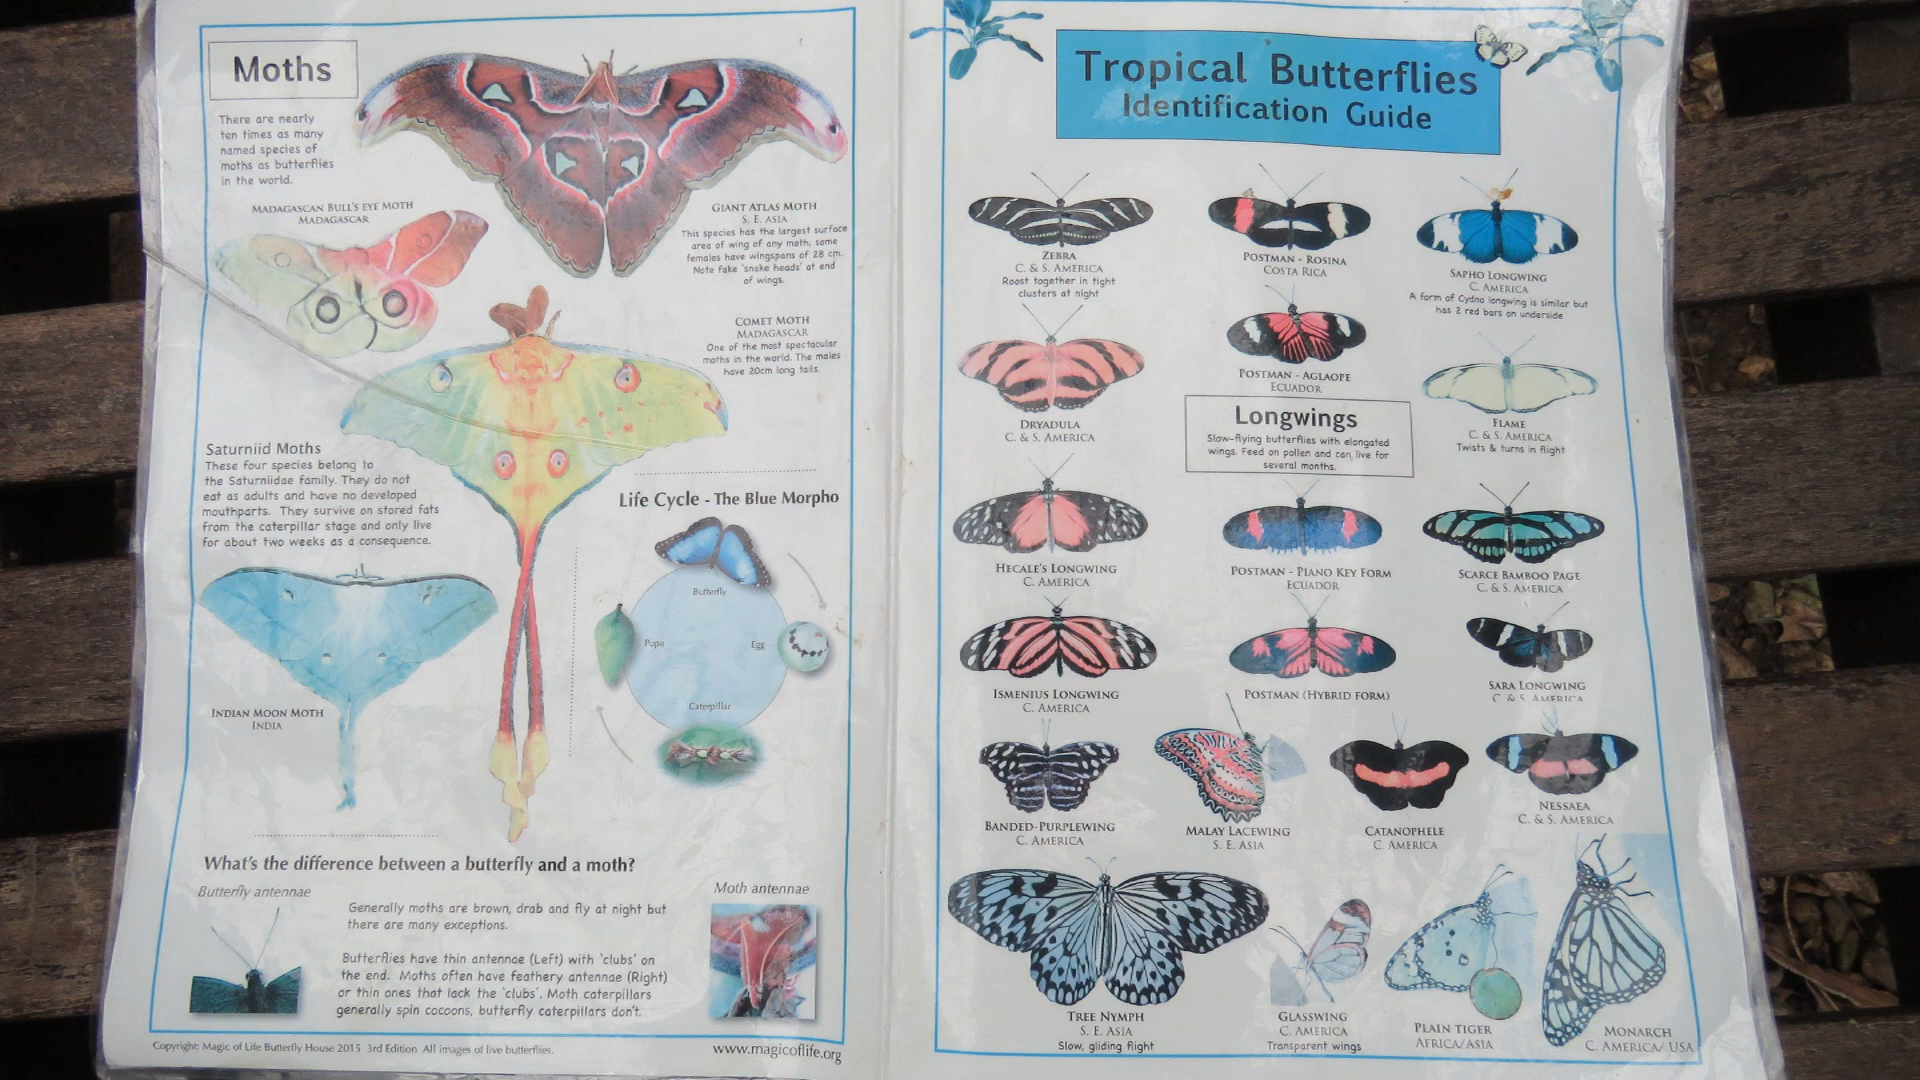 Moths
There are nearly
ten times as many
named species of
moths as butterflies
in the world.
MADAGASCAN BULL'S EYE MOTH
MADAGASCAR
GIANT ATLAS MOTH
S. E. ASIA
This species has the largest surface
area of wing of any moth; some
females have wingspans of 28 cm.
Note fake 'snake heads' at end
of wings.
COMET MOTH
MADAGASCAR
One of the most spectacular
moths in the world. The males
have 20cm long tails.
Saturniid Moths
These four species belong to
the Saturniidae family. They do not
eat as adults and have no developed
mouthparts. They survive on stored fats
from the caterpillar stage and only live
for about two weeks as a consequence.
INDIAN MOON MOTH
INDIA
Life Cycle - The Blue Morpho
Butterfly
Pupa
Egg
Caterpillar
What's the difference between a butterfly and a moth?
Butterfly antennae
Moth antennae
Generally moths are brown, drab and fly at night but
there are many exceptions.
Butterflies have thin antennae (Left) with 'clubs' on
the end. Moths often have feathery antennae (Right)
or thin ones that lack the 'clubs'. Moth caterpillars
generally spin cocoons, butterfly caterpillars don't.
Copyright: Magic of Life Butterfly House 2015 3rd Edition All images of live butterflies.
www.magicoflife.org
Tropical Butterflies
Identification Guide
ZEBRA
C. & S. AMERICA
Roost together in tight
clusters at night
POSTMAN - ROSINA
COSTA RICA
SAPHO LONGWING
C. AMERICA
A form of Cydno longwing is similar but
has 2 red bars on underside
DRYADULA
C. & S. AMERICA
POSTMAN - AGLAOPE
ECUADOR
FLAME
C. & S. AMERICA
Twists & turns in flight
Longwings
Slow-flying butterflies with elongated
wings. Feed on pollen and can live for
several months.
HECALE'S LONGWING
C. AMERICA
POSTMAN - PIANO KEY FORM
ECUADOR
SCARCE BAMBOO PAGE
C. & S. AMERICA
ISMENIUS LONGWING
C. AMERICA
POSTMAN (HYBRID FORM)
SARA LONGWING
C. & S. AMERICA
BANDED-PURPLEWING
C. AMERICA
MALAY LACEWING
S. E. ASIA
CATANOPHELE
C. AMERICA
NESSAEA
C. & S. AMERICA
TREE NYMPH
S. E. ASIA
Slow, gliding flight
GLASSWING
C. AMERICA
Transparent wings
PLAIN TIGER
AFRICA/ASIA
MONARCH
C. AMERICA/ USA